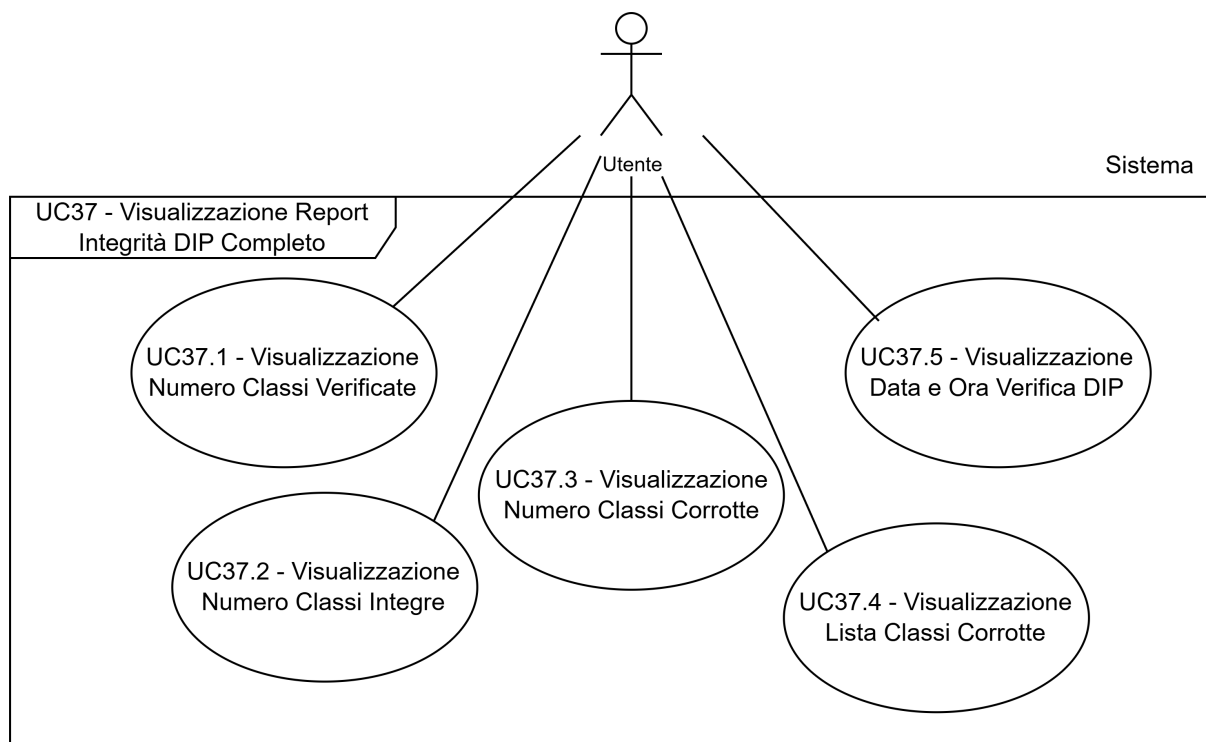 Utente
Sistema
UC37 - Visualizzazione Report
Integrità DIP Completo
UC37.1 - Visualizzazione
Numero Classi Verificate
UC37.5 - Visualizzazione
Data e Ora Verifica DIP
UC37.3 - Visualizzazione
Numero Classi Corrotte
UC37.2 - Visualizzazione
Numero Classi Integre
UC37.4 - Visualizzazione
Lista Classi Corrotte